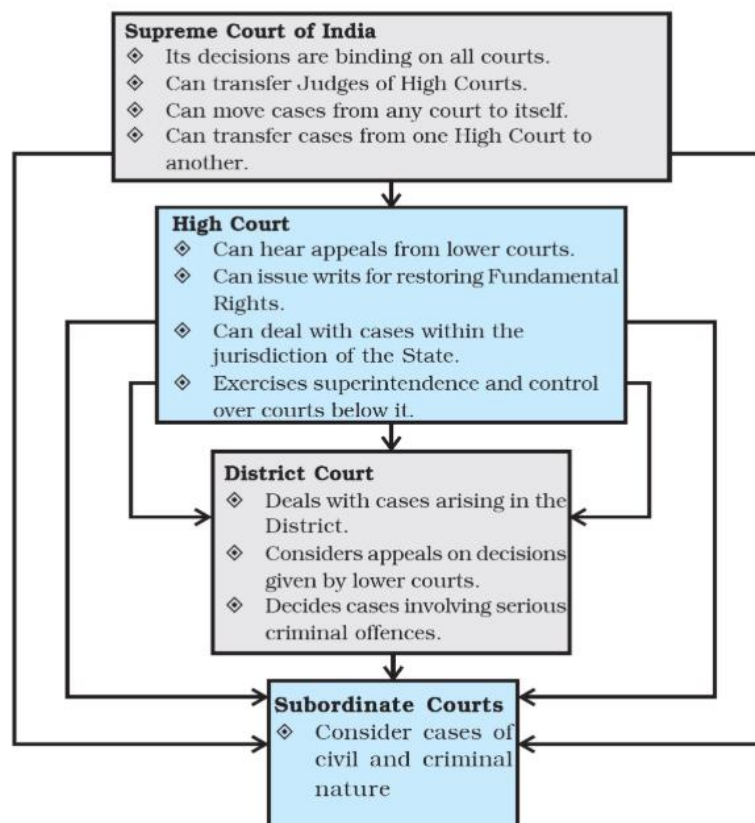 Supreme Court of India
◈ Its decisions are binding on all courts.
◈ Can transfer Judges of High Courts.
◈ Can move cases from any court to itself.
◈ Can transfer cases from one High Court to
another.
High Court
◈ Can hear appeals from lower courts.
◈ Can issue writs for restoring Fundamental
Rights.
◈ Can deal with cases within the
jurisdiction of the State.
◈ Exercises superintendence and control
over courts below it.
District Court
◈ Deals with cases arising in the
District.
◈ Considers appeals on decisions
given by lower courts.
◈ Decides cases involving serious
criminal offences.
Subordinate Courts
◈ Consider cases of
civil and criminal
nature